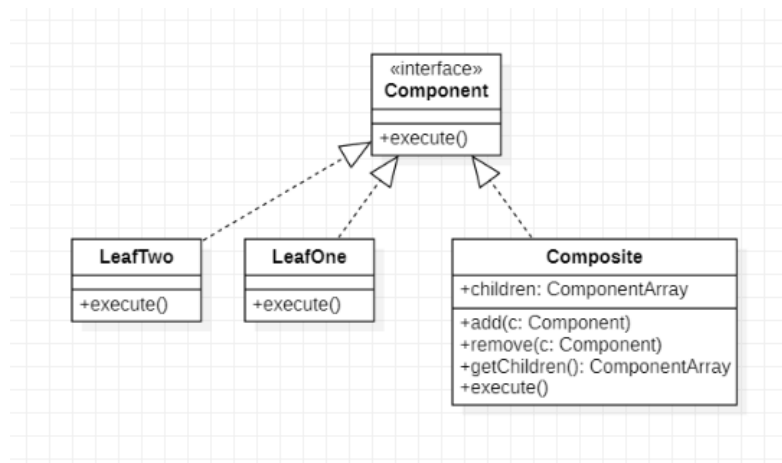 «interface»
Component
+execute()
LeafTwo
+execute()
LeafOne
+execute()
Composite
+children: ComponentArray
+add(c: Component)
+remove(c: Component)
+getChildren(): ComponentArray
+execute()